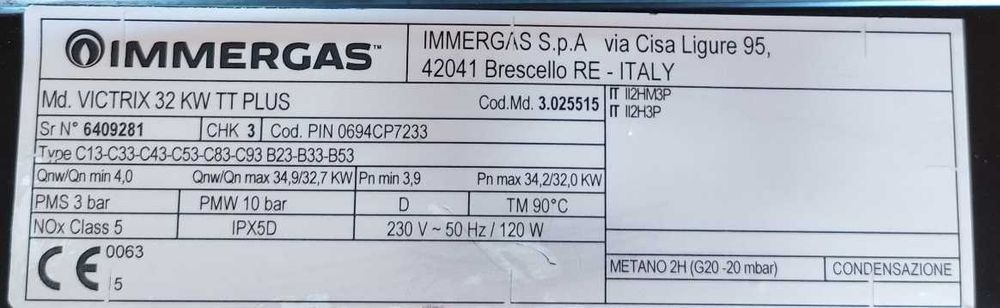 IMMERGAS™
IMMERGAS S.p.A via Cisa Ligure 95,
42041 Brescello RE - ITALY
Md. VICTRIX 32 KW TT PLUS Cod.Md. 3.025515
IT II2HM3P
IT II2H3P
Sr N° 6409281 CHK 3 Cod. PIN 0694CP7233
Type C13-C33-C43-C53-C83-C93 B23-B33-B53
Qnw/Qn min 4,0 Qnw/Qn max 34,9/32,7 KW Pn min 3,9 Pn max 34,2/32,0 KW
PMS 3 bar PMW 10 bar D TM 90°C
NOx Class 5 IPX5D 230 V ~ 50 Hz / 120 W
CE 0063
METANO 2H (G20 -20 mbar) CONDENSAZIONE